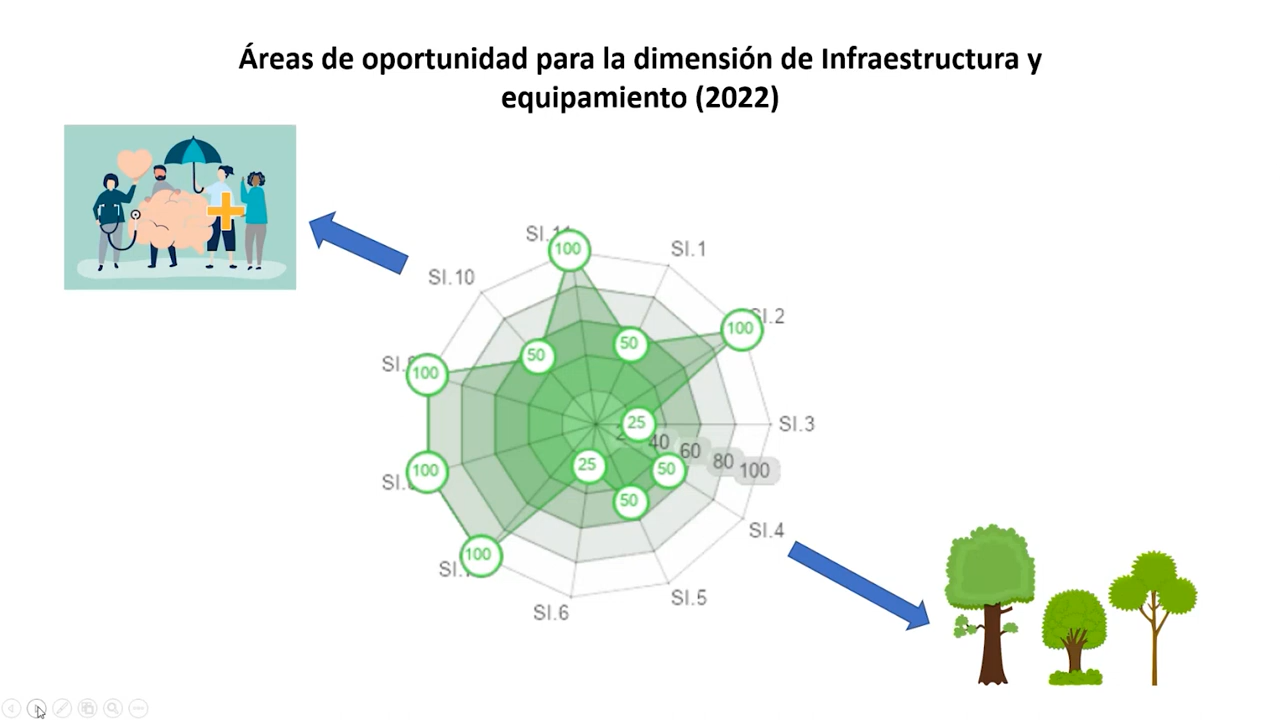 Áreas de oportunidad para la dimensión de Infraestructura y
equipamiento (2022)
100
SI.1
SI.10
SI.2
100
50
50
100
25
SI.3
40
60
80
100
25
50
100
50
100
SI.4
SI.5
SI.6